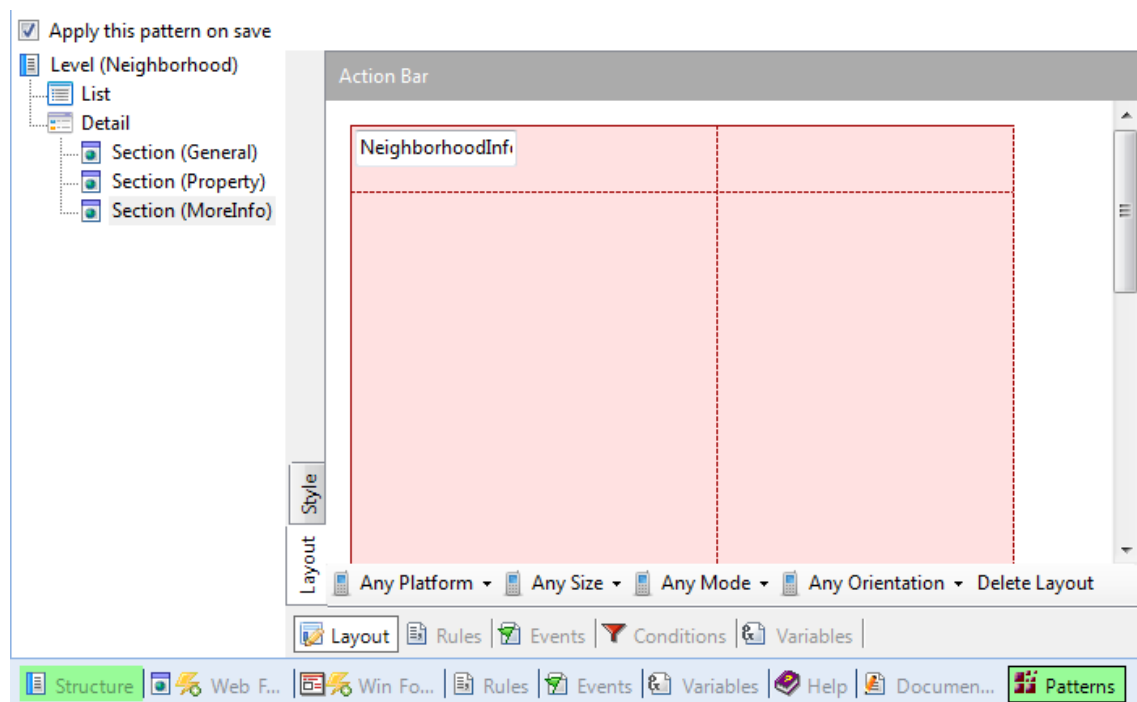 Apply this pattern on save
Level (Neighborhood)
List
Detail
Section (General)
Section (Property)
Section (MoreInfo)
Action Bar
NeighborhoodInf
Style
Layout
Any Platform Any Size Any Mode Any Orientation Delete Layout
Layout Rules Events Conditions Variables
Structure Web F... Win Fo... Rules Events Variables Help Documen... Patterns